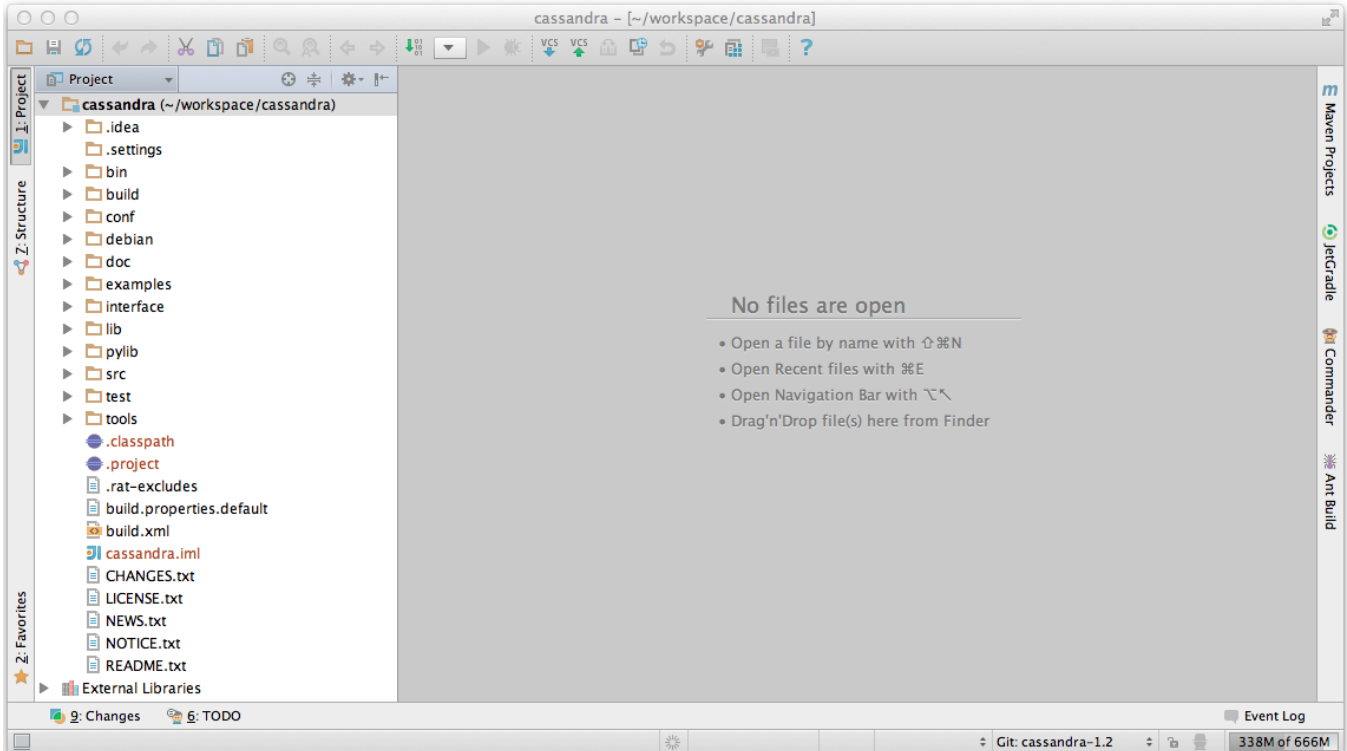 cassandra – [~/workspace/cassandra]
VCS VCS ?
1: Project
Z: Structure
2: Favorites
Project
cassandra (~/workspace/cassandra)
.idea
.settings
bin
build
conf
debian
doc
examples
interface
lib
pylib
src
test
tools
.classpath
.project
.rat-excludes
build.properties.default
build.xml
cassandra.iml
CHANGES.txt
LICENSE.txt
NEWS.txt
NOTICE.txt
README.txt
External Libraries
No files are open
• Open a file by name with ⇧⌘N
• Open Recent files with ⌘E
• Open Navigation Bar with ⌥↖
• Drag'n'Drop file(s) here from Finder
m Maven Projects
JetGradle
Commander
Ant Build
9: Changes 6: TODO Event Log
Git: cassandra-1.2 338M of 666M